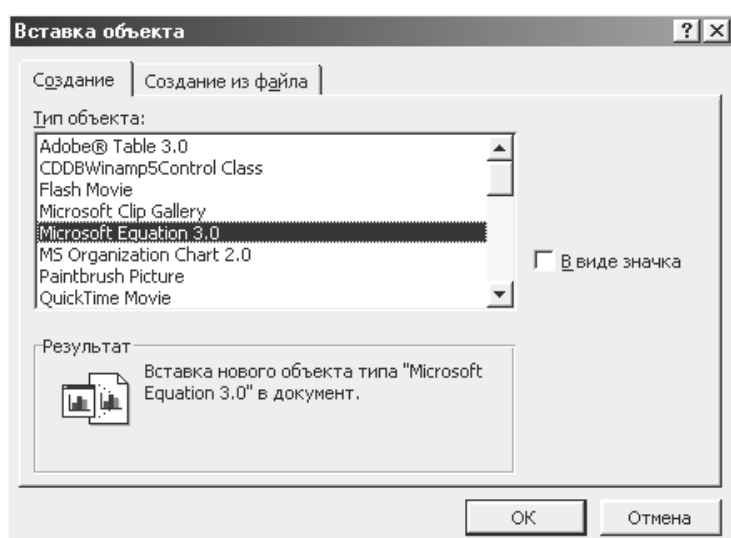 Вставка объекта
Создание
Создание из файла
Тип объекта:
Adobe® Table 3.0
CDDBWinamp5Control Class
Flash Movie
Microsoft Clip Gallery
Microsoft Equation 3.0
MS Organization Chart 2.0
Paintbrush Picture
QuickTime Movie
В виде значка
Результат
Вставка нового объекта типа "Microsoft
Equation 3.0" в документ.
ОК
Отмена